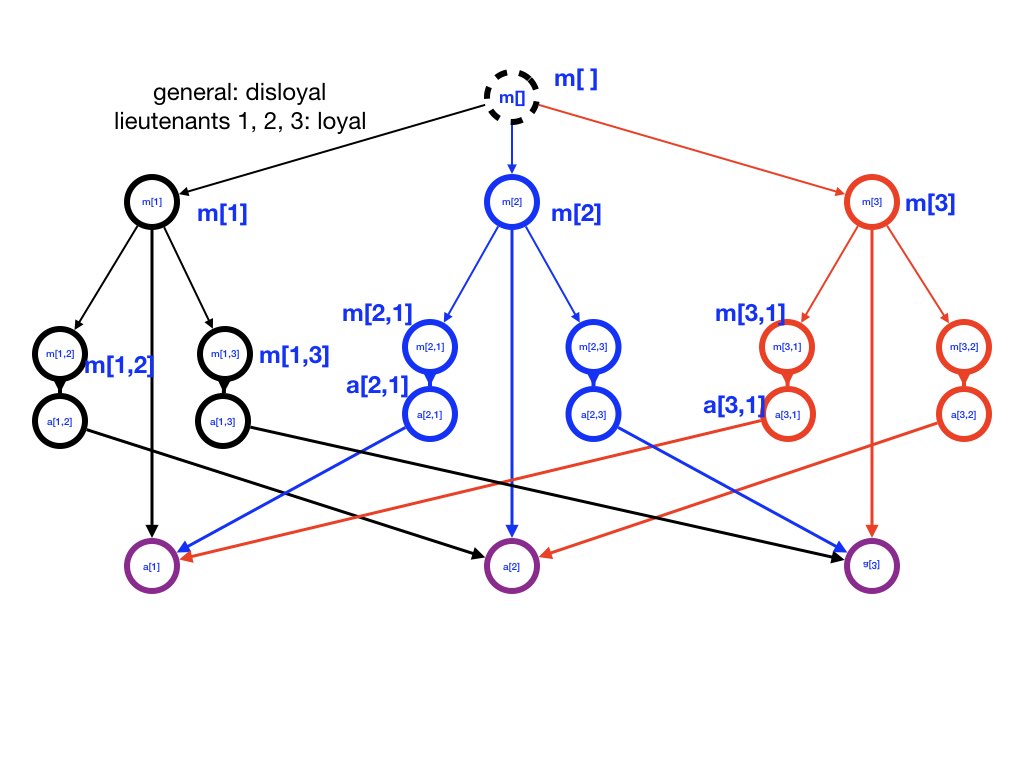 m[ ]
general: disloyal
m[]
lieutenants 1, 2, 3: loyal
m[1]
m[1]
m[2]
m[2]
m[3]
m[3]
m[2,1]
m[3,1]
m[1,2]
m[1,2]
m[1,3]
m[1,3]
m[2,1]
m[2,3]
m[3,1]
m[3,2]
a[2,1]
a[3,1]
a[1,2]
a[1,3]
a[2,1]
a[2,3]
a[3,1]
a[3,2]
a[1]
a[2]
a[3]